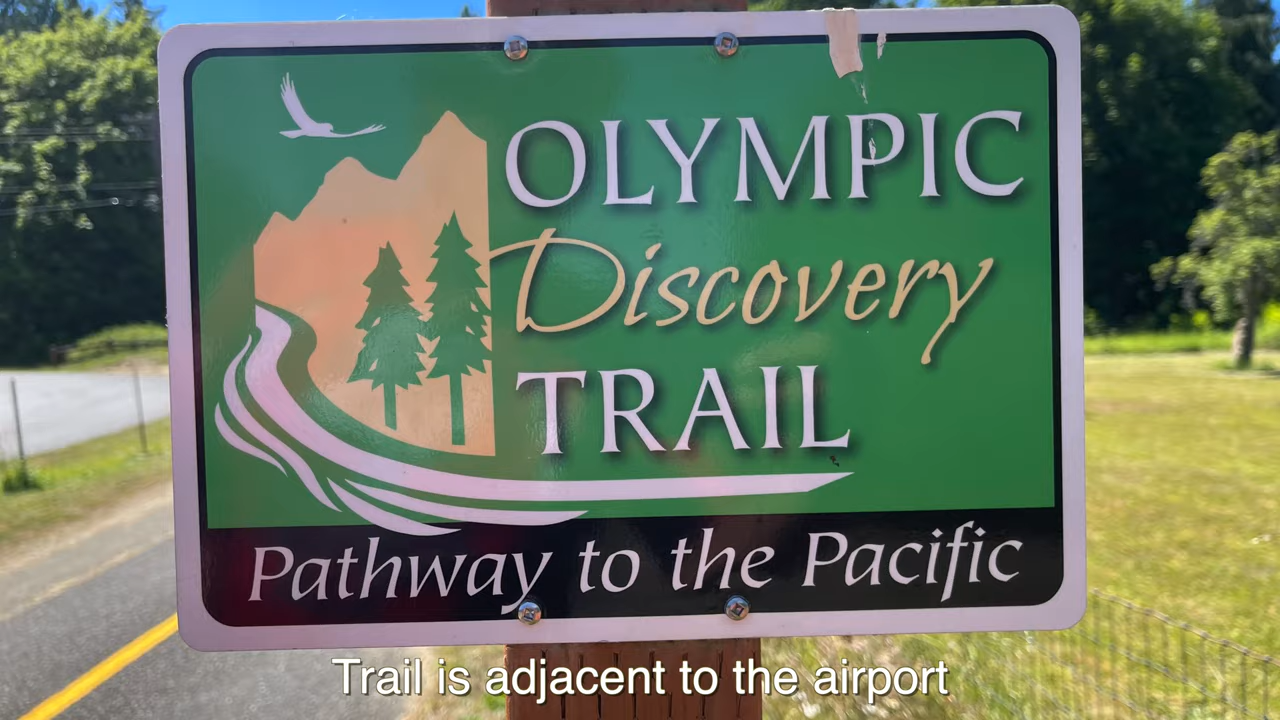 OLYMPIC
Discovery
TRAIL
Pathway to the Pacific
Trail is adjacent to the airport